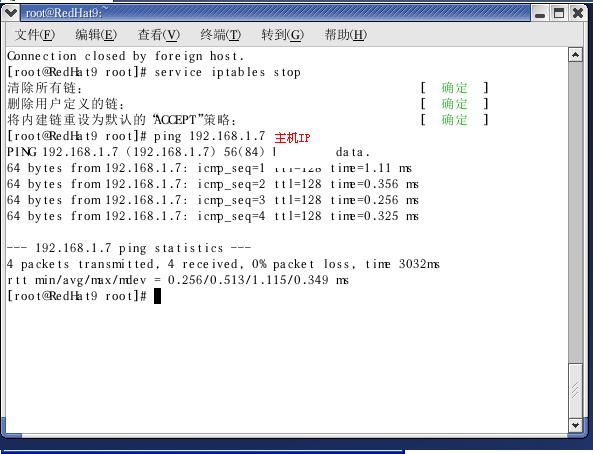 root@RedHat9:~
文件(F) 编辑(E) 查看(V) 终端(T) 转到(G) 帮助(H)
Connection closed by foreign host.
[root@RedHat9 root]# service iptables stop
清除所有链: [ 确定 ]
删除用户定义的链: [ 确定 ]
将内建链重设为默认的“ACCEPT”策略: [ 确定 ]
[root@RedHat9 root]# ping 192.168.1.7 主机IP
PING 192.168.1.7 (192.168.1.7) 56(84) data.
64 bytes from 192.168.1.7: icmp_seq=1 ttl=128 time=1.11 ms
64 bytes from 192.168.1.7: icmp_seq=2 ttl=128 time=0.356 ms
64 bytes from 192.168.1.7: icmp_seq=3 ttl=128 time=0.256 ms
64 bytes from 192.168.1.7: icmp_seq=4 ttl=128 time=0.325 ms
--- 192.168.1.7 ping statistics ---
4 packets transmitted, 4 received, 0% packet loss, time 3032ms
rtt min/avg/max/mdev = 0.256/0.513/1.115/0.349 ms
[root@RedHat9 root]#